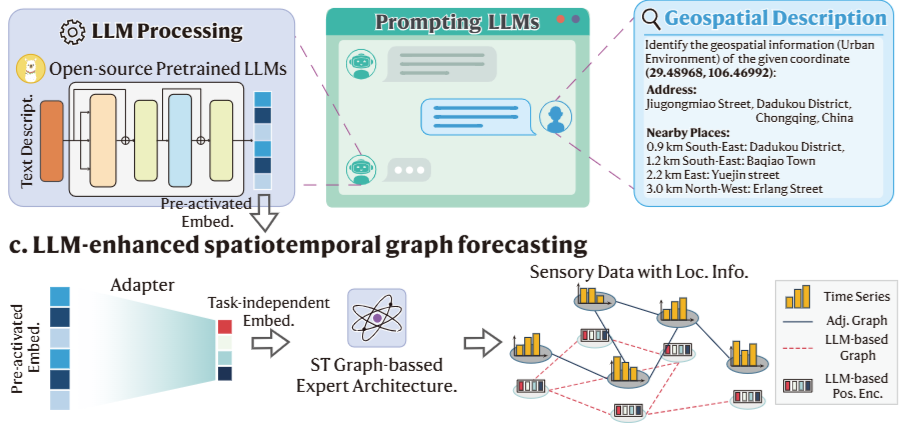 LLM Processing
Open-source Pretrained LLMs
Text Descript.
Pre-activated
Embed.
Prompting LLMs
Geospatial Description
Identify the geospatial information (Urban
Environment) of the given coordinate
(29.48968, 106.46992):
Address:
Jiugongmiao Street, Dadukou District,
Chongqing, China
Nearby Places:
0.9 km South-East: Dadukou District,
1.2 km South-East: Baqiao Town
2.2 km East: Yuejin street
3.0 km North-West: Erlang Street
c. LLM-enhanced spatiotemporal graph forecasting
Pre-activated
Embed.
Adapter
Task-independent
Embed.
ST Graph-bassed
Expert Architecture.
Sensory Data with Loc. Info.
Time Series
Adj. Graph
LLM-based
Graph
LLM-based
Pos. Enc.